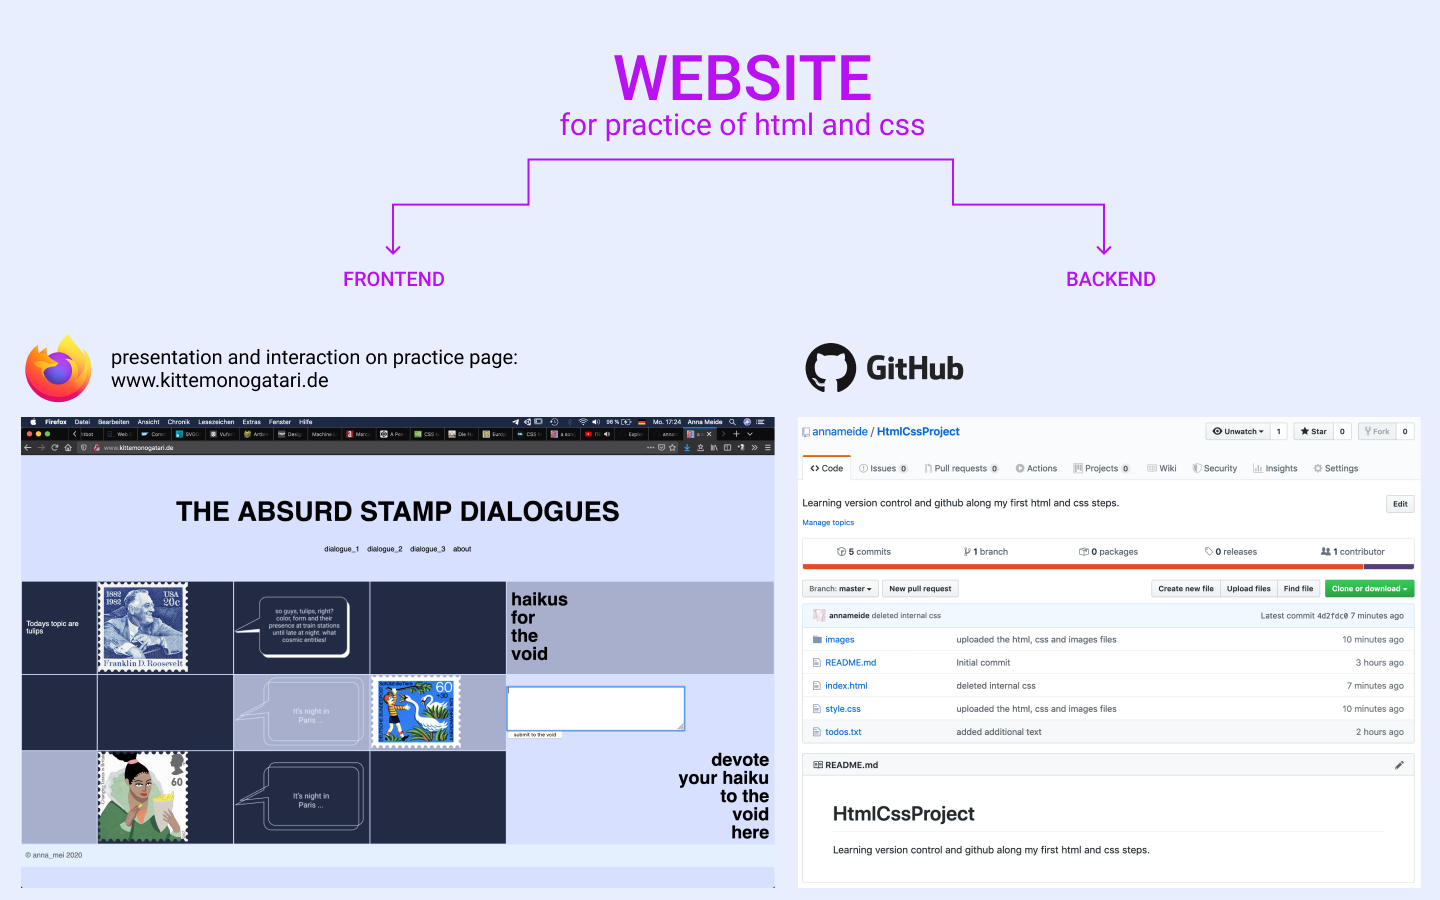 WEBSITE
for practice of html and css
FRONTEND
BACKEND
presentation and interaction on practice page:
www.kittemonogatari.de
GitHub
Firefox Datei Bearbeiten Ansicht Chronik Lesezeichen Extras Fenster Hilfe
96 % Mo. 17:24 Anna Meide
www.kittemonogatari.de
THE ABSURD STAMP DIALOGUES
dialogue_1 dialogue_2 dialogue_3 about
Todays topic are
tulips
1882
1982
USA
20c
Franklin D. Roosevelt
so guys, tulips, right?
color, form and their
presence at train stations
until late at night. what
cosmic entities!
haikus
for
the
void
It's night in
Paris ...
60
submit to the void
60
It's night in
Paris ...
devote
your haiku
to the
void
here
© anna_mei 2020
annameide / HtmlCssProject
Unwatch 1 Star 0 Fork 0
Code Issues 0 Pull requests 0 Actions Projects 0 Wiki Security Insights Settings
Learning version control and github along my first html and css steps.
Edit
Manage topics
5 commits 1 branch 0 packages 0 releases 1 contributor
Branch: master New pull request Create new file Upload files Find file Clone or download
annameide deleted internal css Latest commit 4d2fdc0 7 minutes ago
images uploaded the html, css and images files 10 minutes ago
README.md Initial commit 3 hours ago
index.html deleted internal css 7 minutes ago
style.css uploaded the html, css and images files 10 minutes ago
todos.txt added additional text 2 hours ago
README.md
HtmlCssProject
Learning version control and github along my first html and css steps.